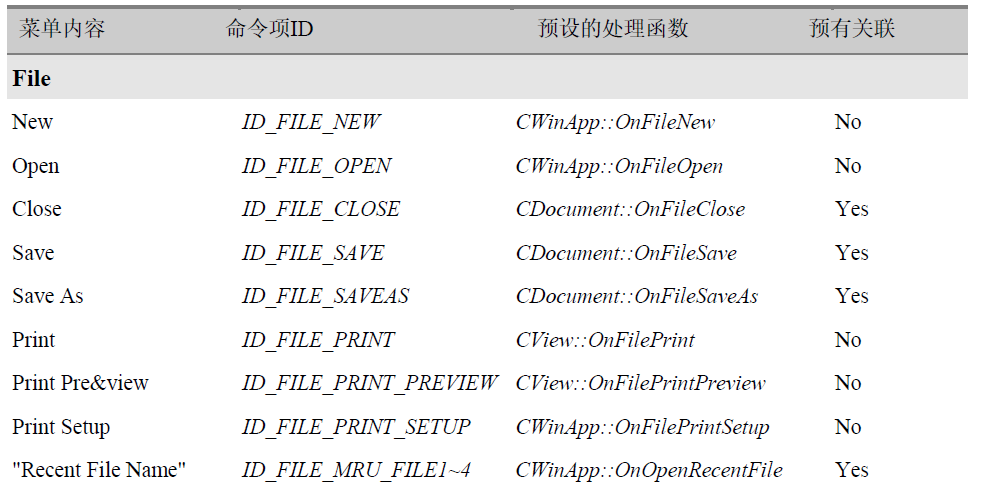 菜单内容 命令项ID 预设的处理函数 预有关联
File
New ID_FILE_NEW CWinApp::OnFileNew No
Open ID_FILE_OPEN CWinApp::OnFileOpen No
Close ID_FILE_CLOSE CDocument::OnFileClose Yes
Save ID_FILE_SAVE CDocument::OnFileSave Yes
Save As ID_FILE_SAVEAS CDocument::OnFileSaveAs Yes
Print ID_FILE_PRINT CView::OnFilePrint No
Print Pre&view ID_FILE_PRINT_PREVIEW CView::OnFilePrintPreview No
Print Setup ID_FILE_PRINT_SETUP CWinApp::OnFilePrintSetup No
"Recent File Name" ID_FILE_MRU_FILE1~4 CWinApp::OnOpenRecentFile Yes